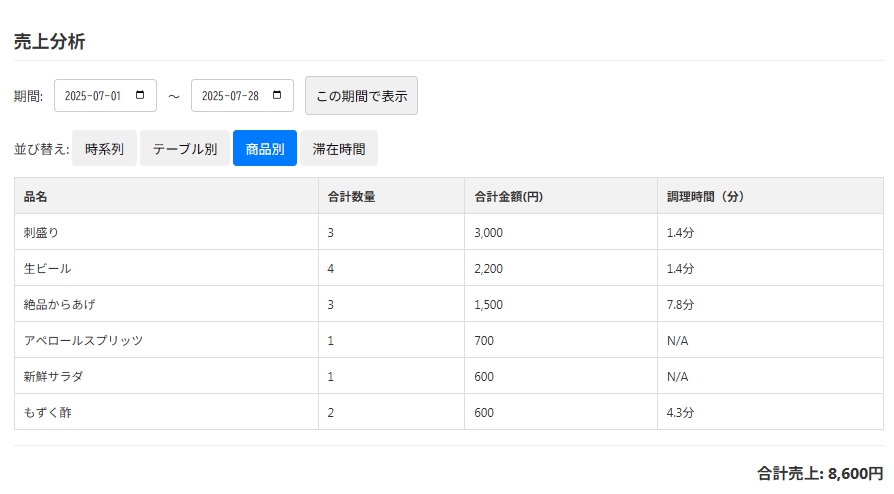 売上分析
期間: 2025-07-01 ～ 2025-07-28 この期間で表示
並び替え: 時系列 テーブル別 商品別 滞在時間
品名 合計数量 合計金額(円) 調理時間（分）
刺盛り 3 3,000 1.4分
生ビール 4 2,200 1.4分
絶品からあげ 3 1,500 7.8分
アペロールスプリッツ 1 700 N/A
新鮮サラダ 1 600 N/A
もずく酢 2 600 4.3分
合計売上: 8,600円